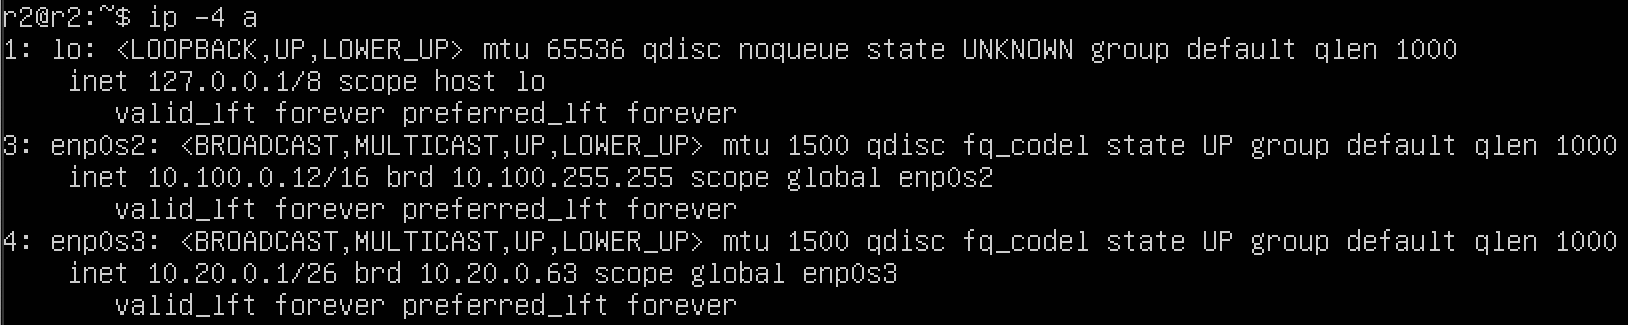 r2@r2:~$ ip -4 a
1: lo: <LOOPBACK,UP,LOWER_UP> mtu 65536 qdisc noqueue state UNKNOWN group default qlen 1000
    inet 127.0.0.1/8 scope host lo
       valid_lft forever preferred_lft forever
3: enp0s2: <BROADCAST,MULTICAST,UP,LOWER_UP> mtu 1500 qdisc fq_codel state UP group default qlen 1000
    inet 10.100.0.12/16 brd 10.100.255.255 scope global enp0s2
       valid_lft forever preferred_lft forever
4: enp0s3: <BROADCAST,MULTICAST,UP,LOWER_UP> mtu 1500 qdisc fq_codel state UP group default qlen 1000
    inet 10.20.0.1/26 brd 10.20.0.63 scope global enp0s3
       valid_lft forever preferred_lft forever